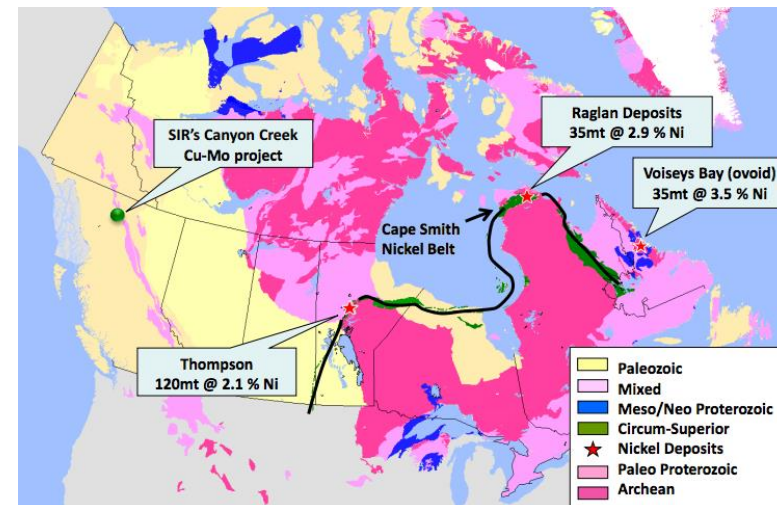 SIR's Canyon Creek
Cu-Mo project
Raglan Deposits
35mt @ 2.9 % Ni
Voiseys Bay (ovoid)
35mt @ 3.5 % Ni
Cape Smith
Nickel Belt
Thompson
120mt @ 2.1 % Ni
Paleozoic
Mixed
Meso/Neo Proterozoic
Circum-Superior
Nickel Deposits
Paleo Proterozoic
Archean